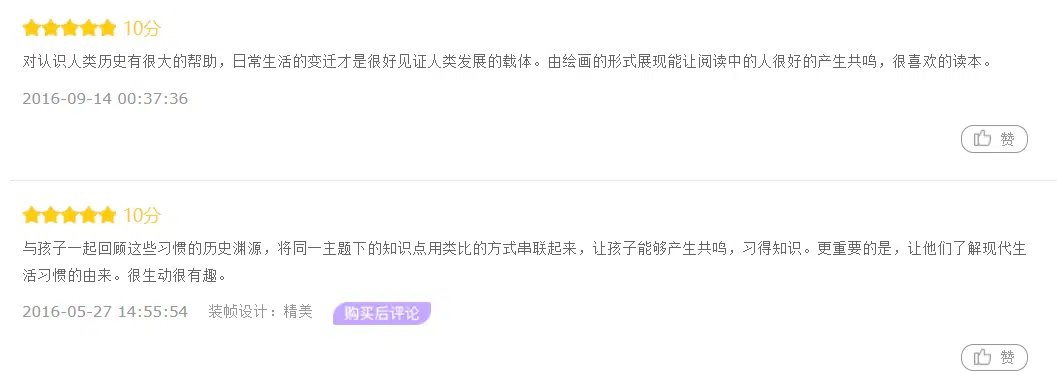 10分
对认识人类历史有很大的帮助，日常生活的变迁才是很好见证人类发展的载体。由绘画的形式展现能让阅读中的人很好的产生共鸣，很喜欢的读本。
2016-09-14 00:37:36
赞
10分
与孩子一起回顾这些习惯的历史渊源，将同一主题下的知识点用类比的方式串联起来，让孩子能够产生共鸣，习得知识。更重要的是，让他们了解现代生
活习惯的由来。很生动很有趣。
2016-05-27 14:55:54 装帧设计：精美 购买后评论
赞